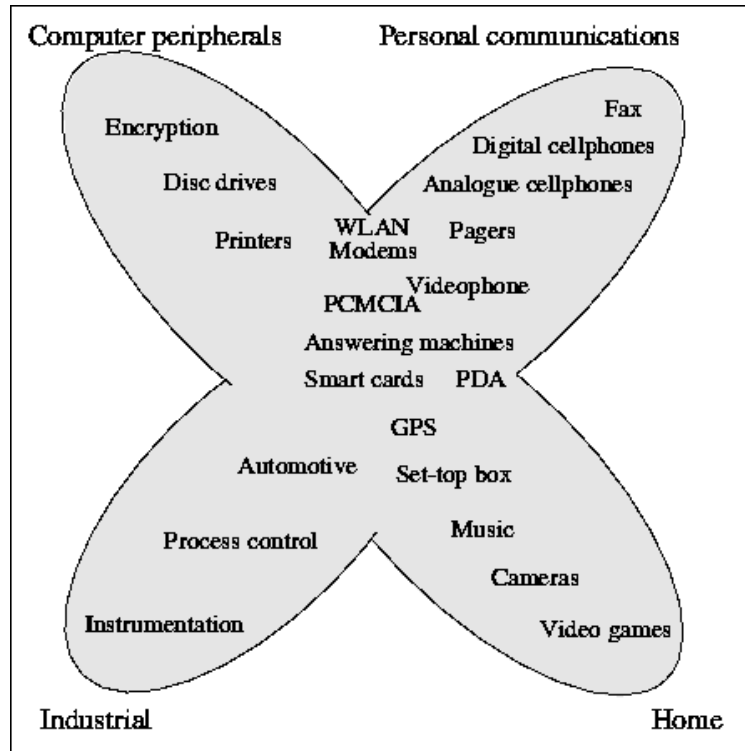 Computer peripherals
Personal communications
Fax
Encryption
Digital cellphones
Disc drives
Analogue cellphones
Printers
WLAN
Modems
Pagers
Videophone
PCMCIA
Answering machines
Smart cards
PDA
GPS
Automotive
Set-top box
Music
Process control
Cameras
Instrumentation
Video games
Industrial
Home